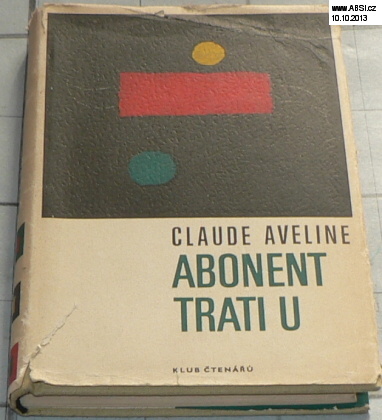 www.ABSI.cz
10.10.2013
CLAUDE AVELINE
ABONENT
TRATI U
KLUB ČTENÁŘŮ